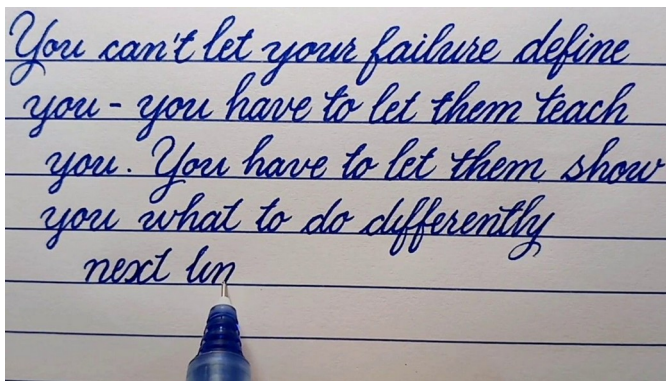 You can't let your failure define
you - you have to let them teach
you. You have to let them show
you what to do differently
next